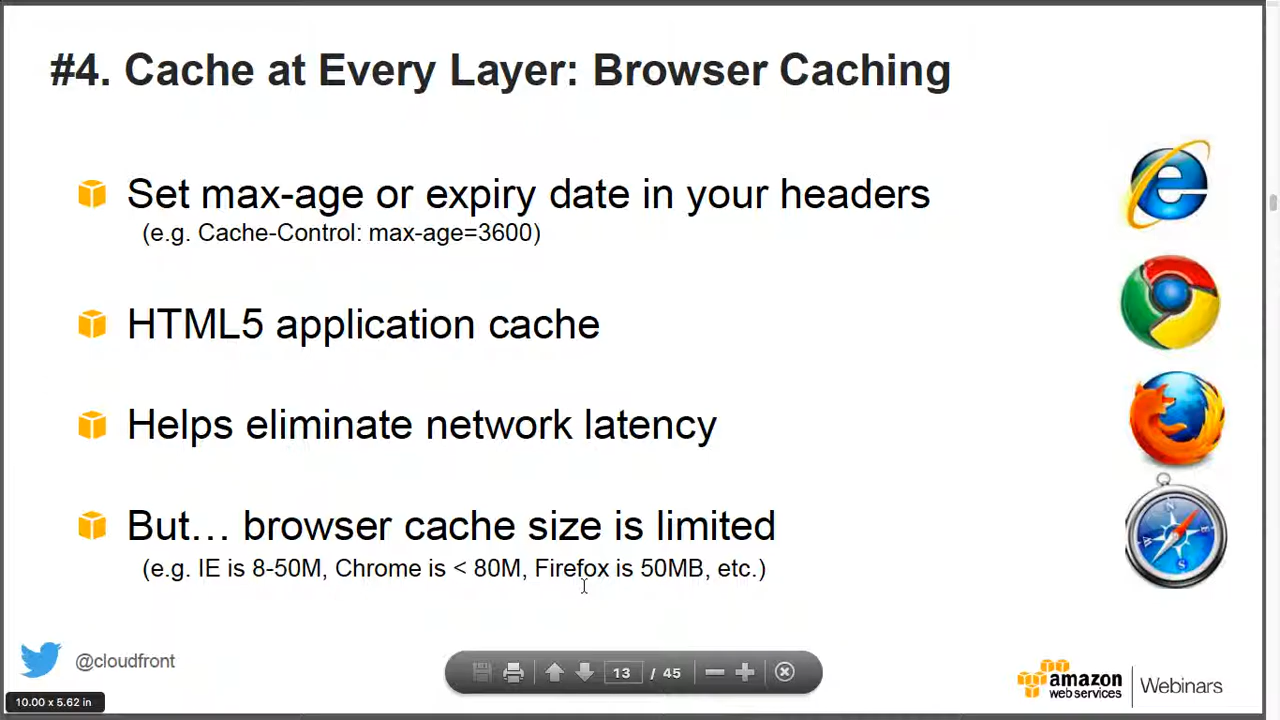 #4. Cache at Every Layer: Browser Caching
Set max-age or expiry date in your headers
(e.g. Cache-Control: max-age=3600)
HTML5 application cache
Helps eliminate network latency
But… browser cache size is limited
(e.g. IE is 8-50M, Chrome is < 80M, Firefox is 50MB, etc.)
@cloudfront
13 / 45
amazon
web services
Webinars
10.00 x 5.62 in